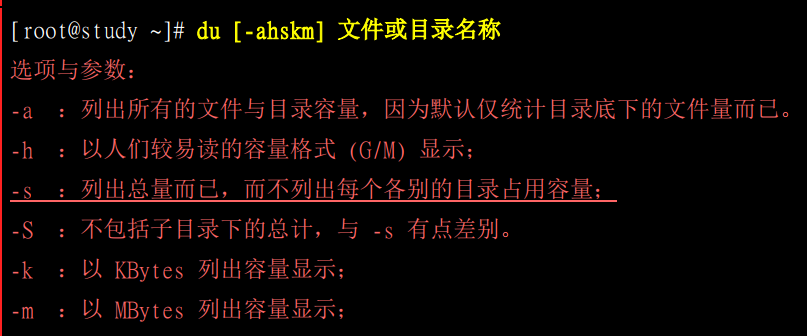 [root@study ~]# du [-ahskm] 文件或目录名称
选项与参数：
-a ：列出所有的文件与目录容量，因为默认仅统计目录底下的文件量而已。
-h ：以人们较易读的容量格式 (G/M) 显示；
-s ：列出总量而已，而不列出每个各别的目录占用容量；
-S ：不包括子目录下的总计，与 -s 有点差别。
-k ：以 KBytes 列出容量显示；
-m ：以 MBytes 列出容量显示；